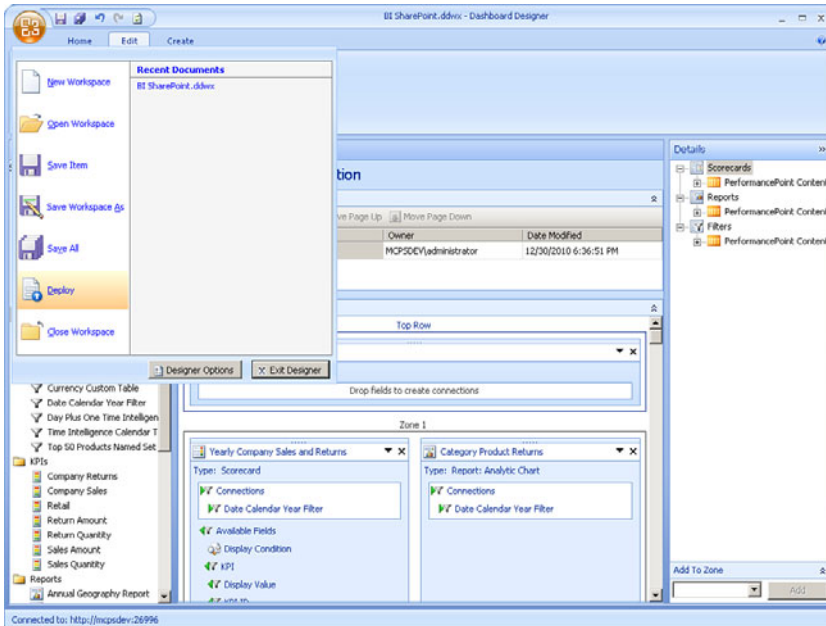 BI SharePoint.ddwx - Dashboard Designer
Home Edit Create
New Workspace
Open Workspace
Save Item
Save Workspace As
Save All
Deploy
Close Workspace
Recent Documents
BI SharePoint.ddwx
Designer Options Exit Designer
tion
ve Page Up Move Page Down
Owner Date Modified
MCPSDEV\administrator 12/30/2010 6:36:51 PM
Top Row
Drop fields to create connections
Zone 1
Yearly Company Sales and Returns
Type: Scorecard
Connections
Date Calendar Year Filter
Available Fields
Display Condition
KPI
Display Value
Category Product Returns
Type: Report: Analytic Chart
Connections
Date Calendar Year Filter
Currency Custom Table
Date Calendar Year Filter
Day Plus One Time Intelligen
Time Intelligence Calendar T
Top 50 Products Named Set
KPIs
Company Returns
Company Sales
Retail
Return Amount
Return Quantity
Sales Amount
Sales Quantity
Reports
Annual Geography Report
Details
Scorecards
PerformancePoint Content
Reports
PerformancePoint Content
Filters
PerformancePoint Content
Add To Zone
Add
Connected to: http://mcpsdev:26996